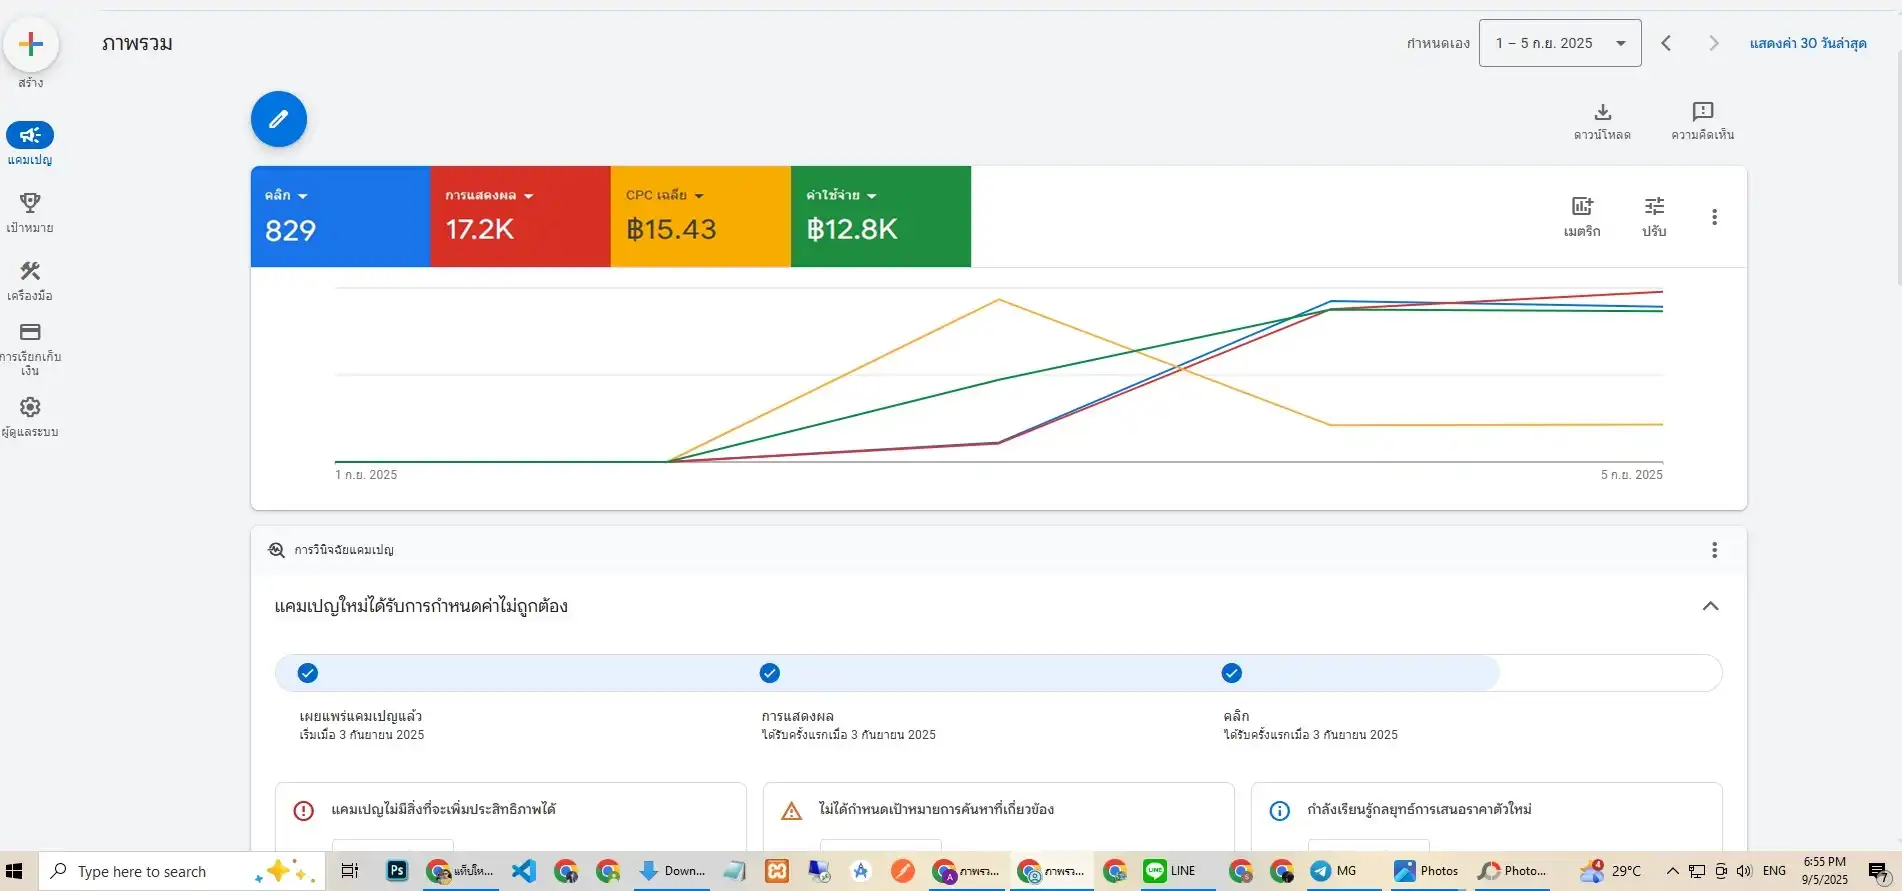 ภาพรวม
กำหนดเอง
1 – 5 ก.ย. 2025
แสดงค่า 30 วันล่าสุด
สร้าง
แคมเปญ
เป้าหมาย
เครื่องมือ
การเรียกเก็บ
เงิน
ผู้ดูแลระบบ
ดาวน์โหลด
ความคิดเห็น
คลิก
829
การแสดงผล
17.2K
CPC เฉลี่ย
฿15.43
ค่าใช้จ่าย
฿12.8K
เมตริก
ปรับ
1 ก.ย. 2025
5 ก.ย. 2025
การวินิจฉัยแคมเปญ
แคมเปญใหม่ได้รับการกำหนดค่าไม่ถูกต้อง
เผยแพร่แคมเปญแล้ว
เริ่มเมื่อ 3 กันยายน 2025
การแสดงผล
ได้รับครั้งแรกเมื่อ 3 กันยายน 2025
คลิก
ได้รับครั้งแรกเมื่อ 3 กันยายน 2025
แคมเปญไม่มีสิ่งที่จะเพิ่มประสิทธิภาพได้
ไม่ได้กำหนดเป้าหมายการค้นหาที่เกี่ยวข้อง
กำลังเรียนรู้กลยุทธ์การเสนอราคาตัวใหม่
Type here to search
Ps
แท็บให...
Down...
ภาพรว...
ภาพรว...
LINE
MG
Photos
Photo...
4
29°C
ENG
6:55 PM
9/5/2025
7